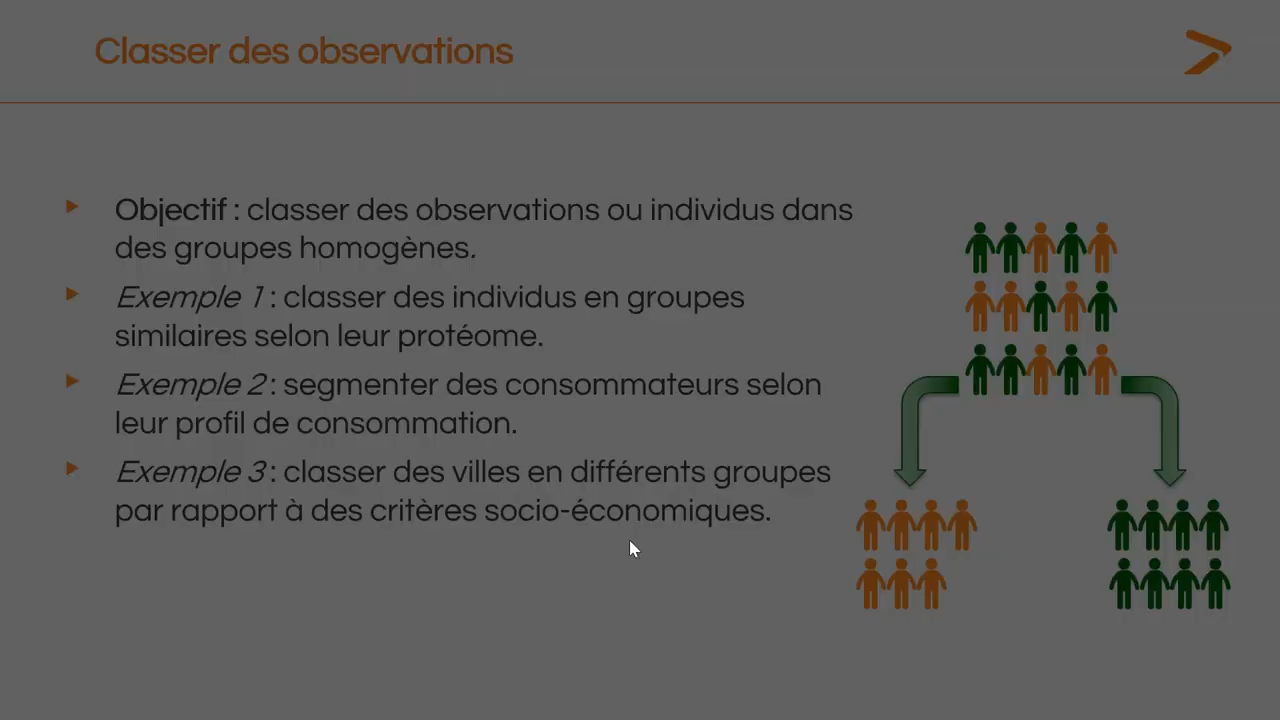 Classer des observations
Objectif : classer des observations ou individus dans
des groupes homogènes.
Exemple 1 : classer des individus en groupes
similaires selon leur protéome.
Exemple 2 : segmenter des consommateurs selon
leur profil de consommation.
Exemple 3 : classer des villes en différents groupes
par rapport à des critères socio-économiques.